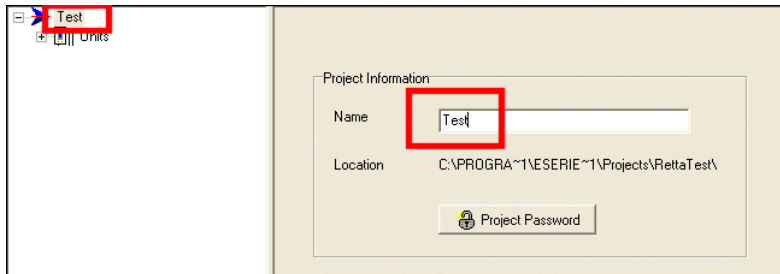 Test
Units
Project Information
Name
Test
Location
C:\PROGRA~1\ESERIE~1\Projects\RettaTest\
Project Password